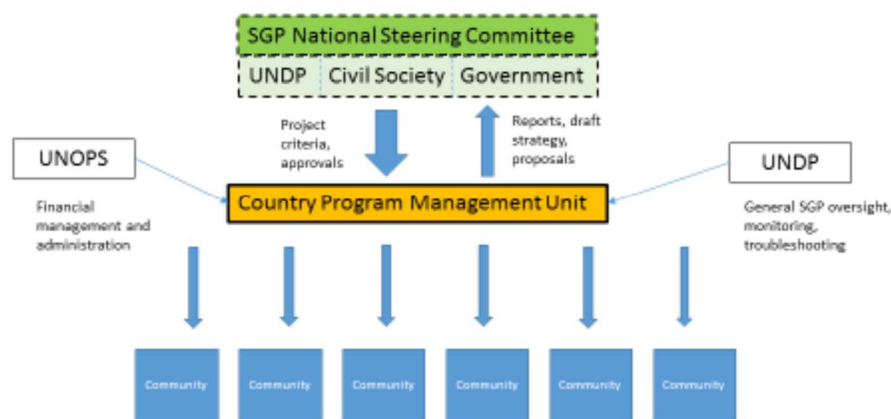 SGP National Steering Committee
UNDP Civil Society Government
Project
criteria,
approvals
Reports, draft
strategy,
proposals
UNOPS
UNDP
Country Program Management Unit
Financial
management and
administration
General SGP oversight,
monitoring,
troubleshooting
Community Community Community Community Community Community